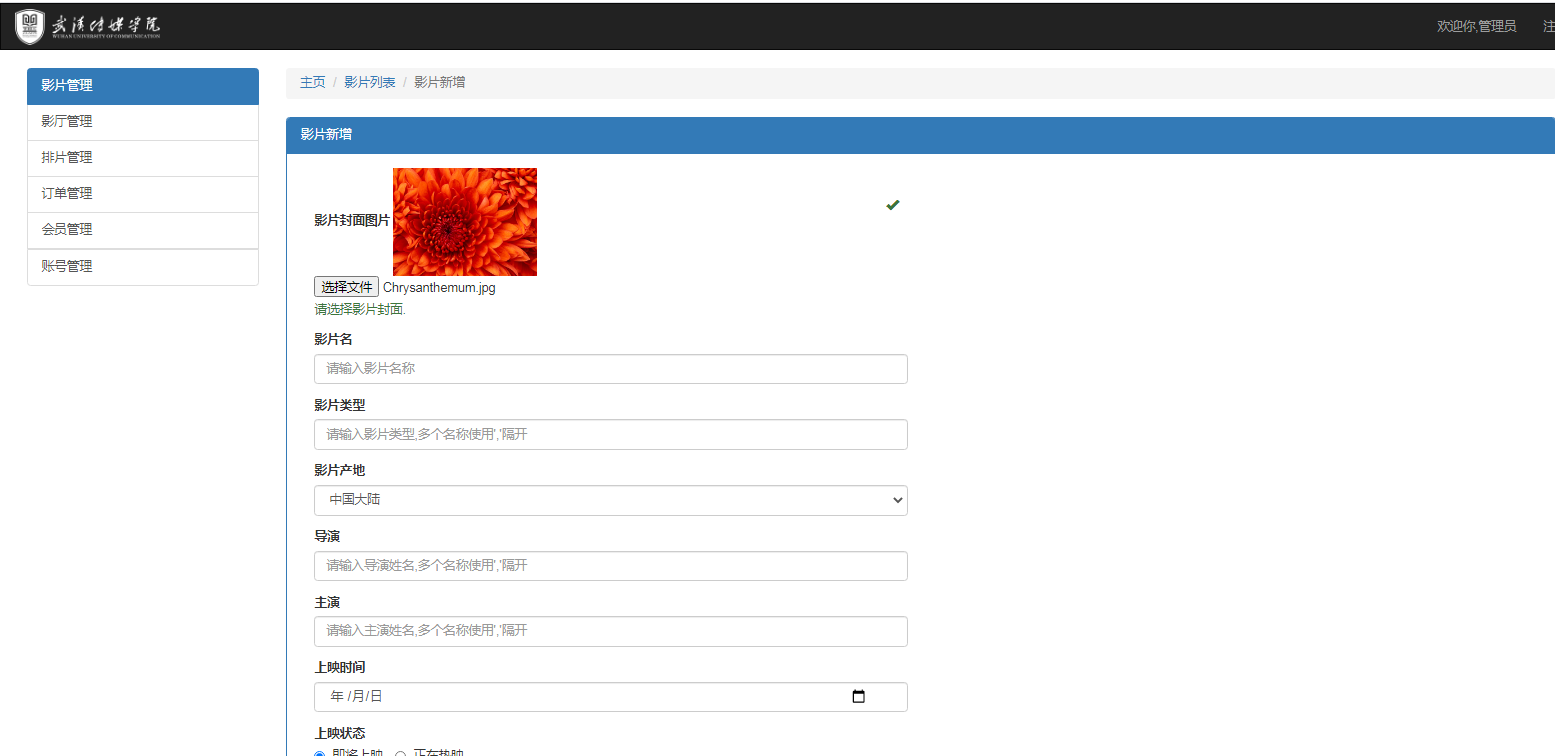 武汉传媒学院
WUHAN UNIVERSITY OF COMMUNICATION
欢迎你,管理员 注
影片管理
影厅管理
排片管理
订单管理
会员管理
账号管理
主页 / 影片列表 / 影片新增
影片新增
影片封面图片
选择文件 Chrysanthemum.jpg
请选择影片封面.
影片名
请输入影片名称
影片类型
请输入影片类型,多个名称使用','隔开
影片产地
中国大陆
导演
请输入导演姓名,多个名称使用','隔开
主演
请输入主演姓名,多个名称使用','隔开
上映时间
年 /月/日
上映状态
即将上映 正在热映